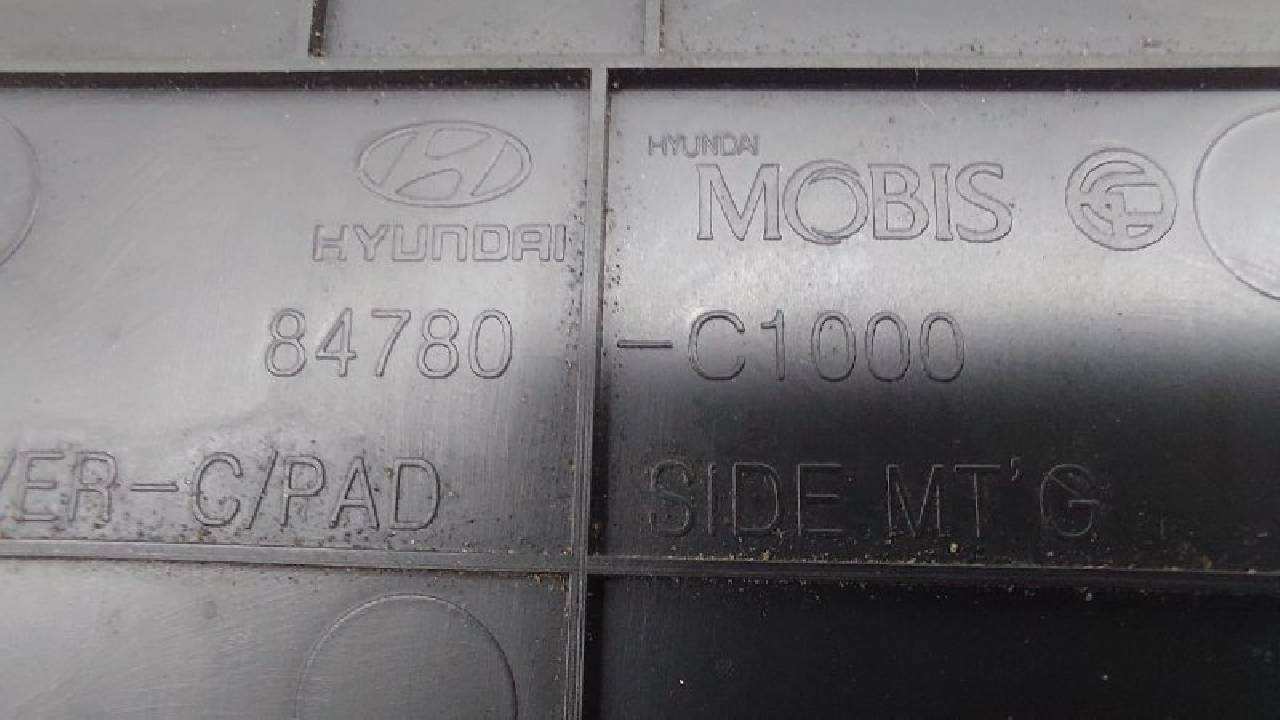 HYUNDAI
HYUNDAI
MOBIS
84780-C1000
VER-C/PAD SIDE MT'G